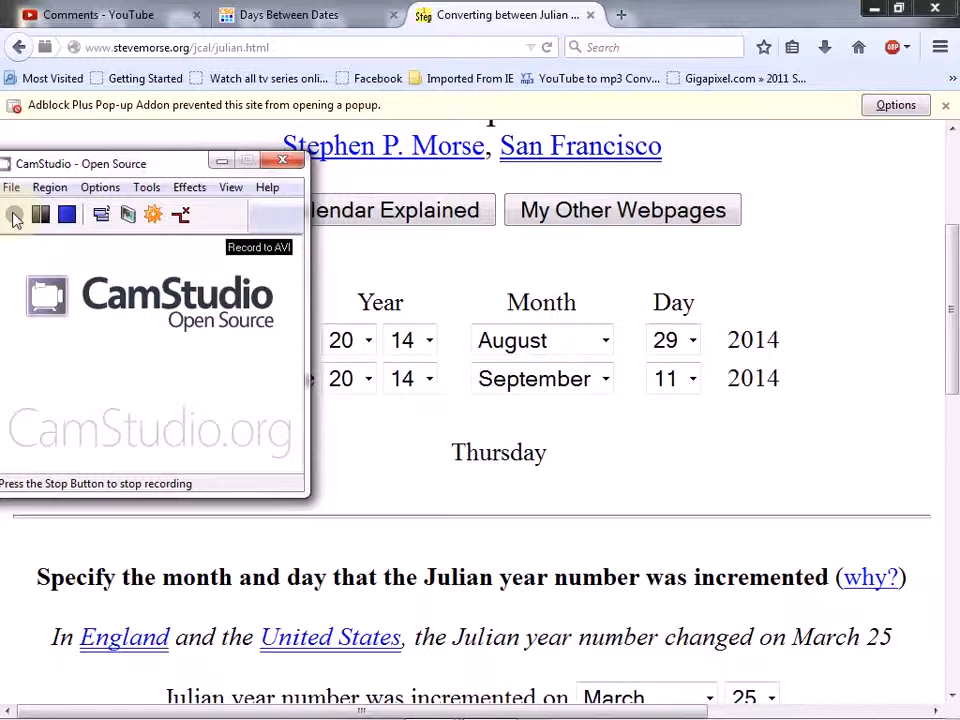 Comments - YouTube
Days Between Dates
Converting between Julian ...
www.stevemorse.org/jcal/julian.html
Search
ABP
Most Visited
Getting Started
Watch all tv series onlin...
Facebook
Imported From IE
YouTube to mp3 Conv...
Gigapixel.com » 2011 S...
Adblock Plus Pop-up Addon prevented this site from opening a popup.
Options
Stephen P. Morse, San Francisco
CamStudio - Open Source
File Region Options Tools Effects View Help
lendar Explained
My Other Webpages
Record to AVI
CamStudio
Open Source
CamStudio.org
Press the Stop Button to stop recording
Year Month Day
20 14 August 29 2014
20 14 September 11 2014
Thursday
Specify the month and day that the Julian year number was incremented (why?)
In England and the United States, the Julian year number changed on March 25
Julian year number was incremented on March 25